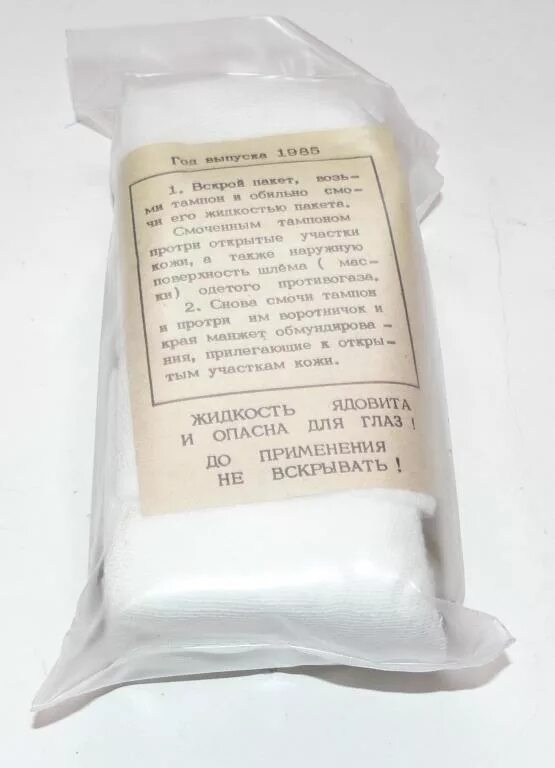 Год выпуска 1985
1. Вскрой пакет, возь-
ми тампон и обильно смо-
чи его жидкостью пакета.
Смоченным тампоном
протри открытые участки
кожи, а также наружную
поверхность шлёма ( мас-
ки) одетого противогаза.
2. Снова смочи тампон
и протри им воротничок и
края манжет обмундирова-
ния, прилегающие к откры-
тым участкам кожи.
ЖИДКОСТЬ ЯДОВИТА
И ОПАСНА ДЛЯ ГЛАЗ!
ДО ПРИМЕНЕНИЯ
НЕ ВСКРЫВАТЬ!